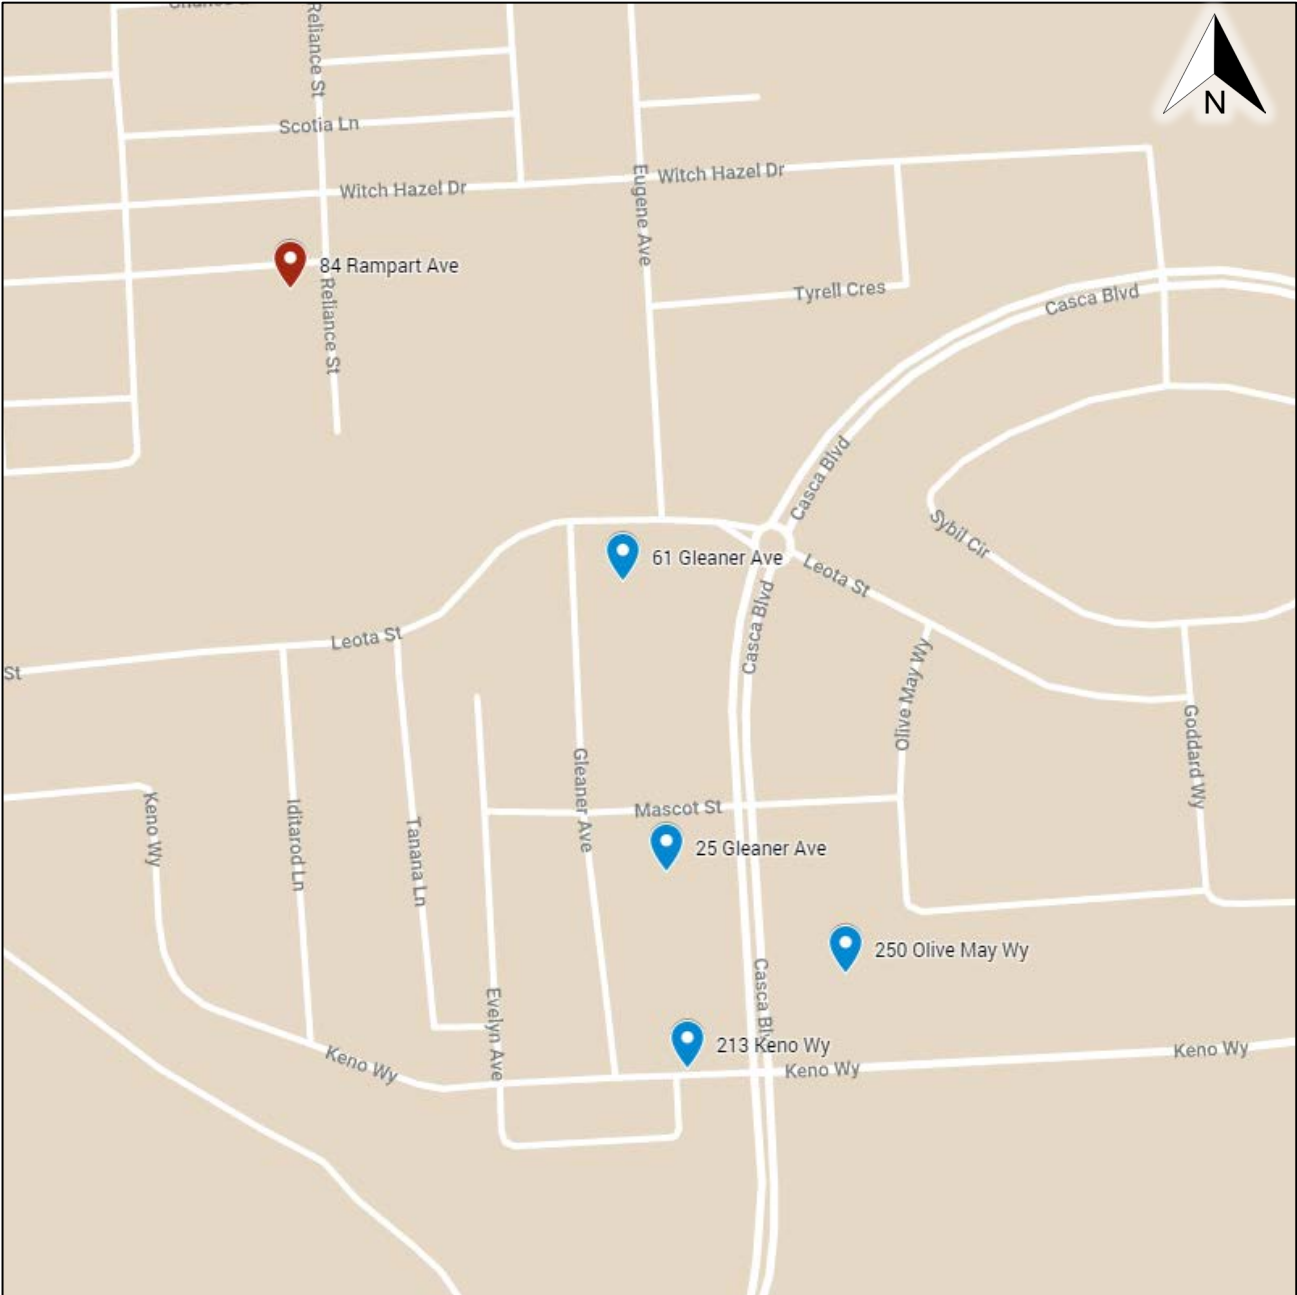 Reliance St
N
Scotia Ln
Eugene Ave
Witch Hazel Dr
Witch Hazel Dr
84 Rampart Ave
Reliance St
Tyrell Cres
Casca Blvd
Casca Blvd
Sybil Cir
61 Gleaner Ave
Leota St
Casca Blvd
Leota St
St
Olive May Wy
Goddard Wy
Gleaner Ave
Keno Wy
Iditarod Ln
Tanana Ln
Mascot St
25 Gleaner Ave
250 Olive May Wy
Casca Blvd
Evelyn Ave
213 Keno Wy
Keno Wy
Keno Wy
Keno Wy